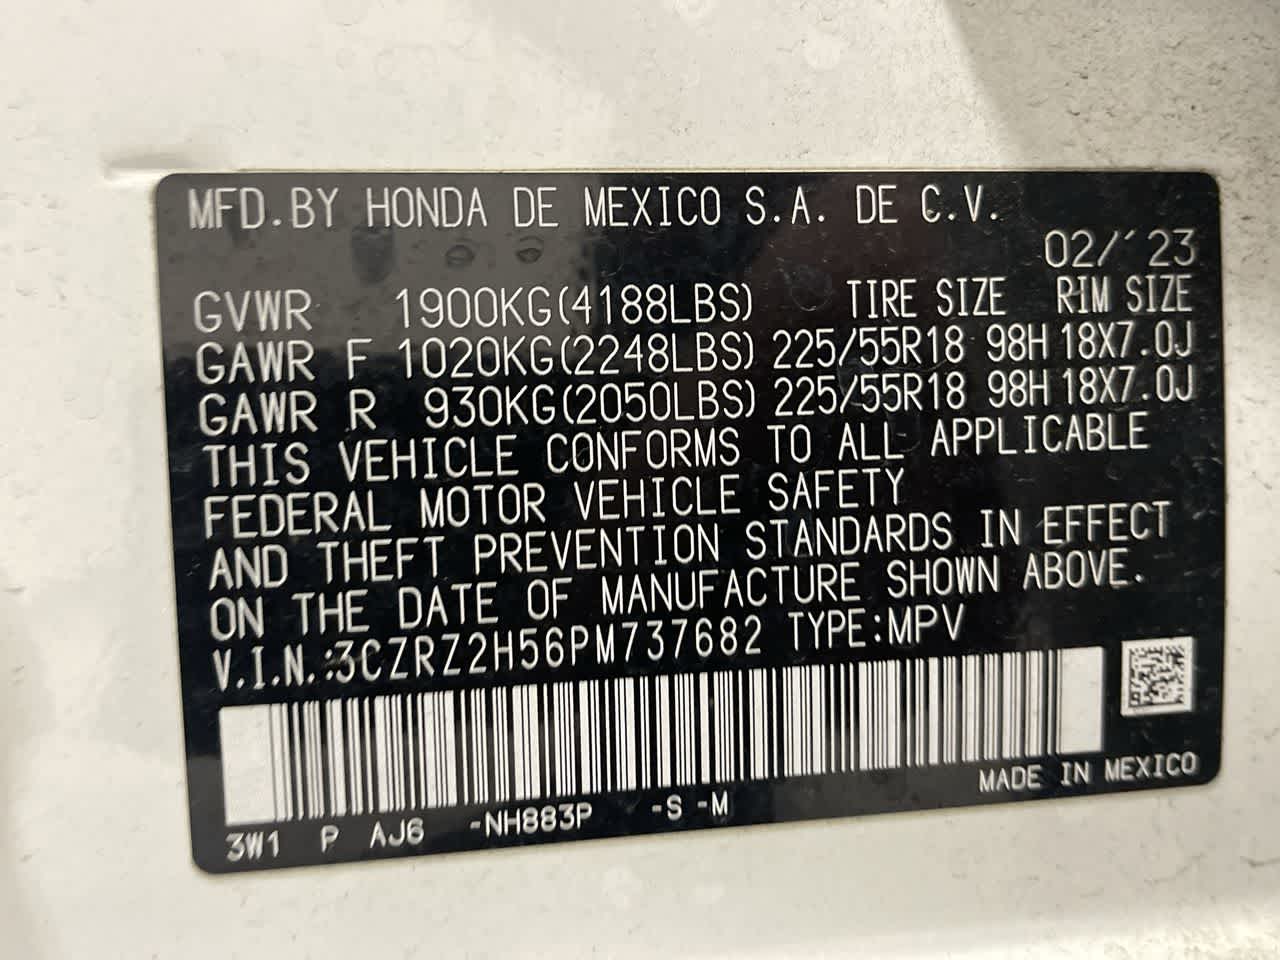 MFD.BY HONDA DE MEXICO S.A. DE C.V.
02/'23
GVWR 1900KG(4188LBS) TIRE SIZE RIM SIZE
GAWR F 1020KG(2248LBS) 225/55R18 98H 18X7.0J
GAWR R 930KG(2050LBS) 225/55R18 98H 18X7.0J
THIS VEHICLE CONFORMS TO ALL APPLICABLE
FEDERAL MOTOR VEHICLE SAFETY
AND THEFT PREVENTION STANDARDS IN EFFECT
ON THE DATE OF MANUFACTURE SHOWN ABOVE.
V.I.N.:3CZRZ2H56PM737682 TYPE:MPV
MADE IN MEXICO
3W1 P AJ6 -NH883P -S -M